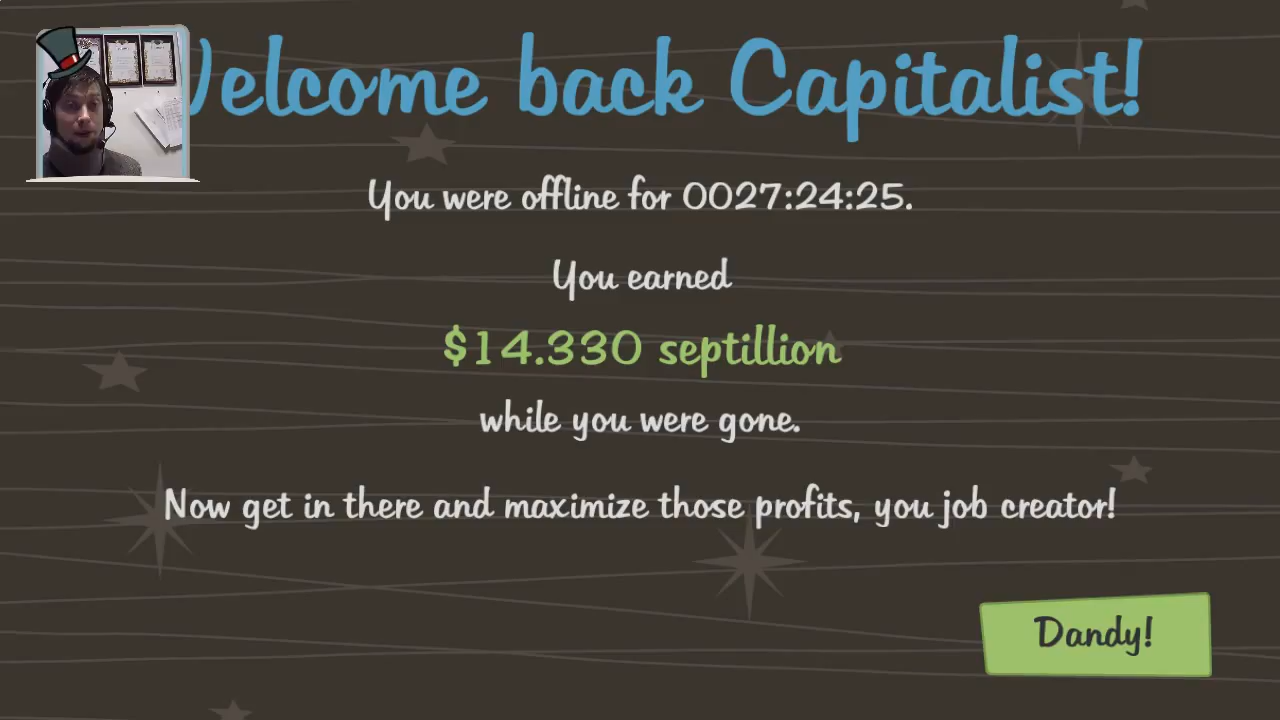 Welcome back Capitalist!
You were offline for 0027:24:25.
You earned
$14.330 septillion
while you were gone.
Now get in there and maximize those profits, you job creator!
Dandy!